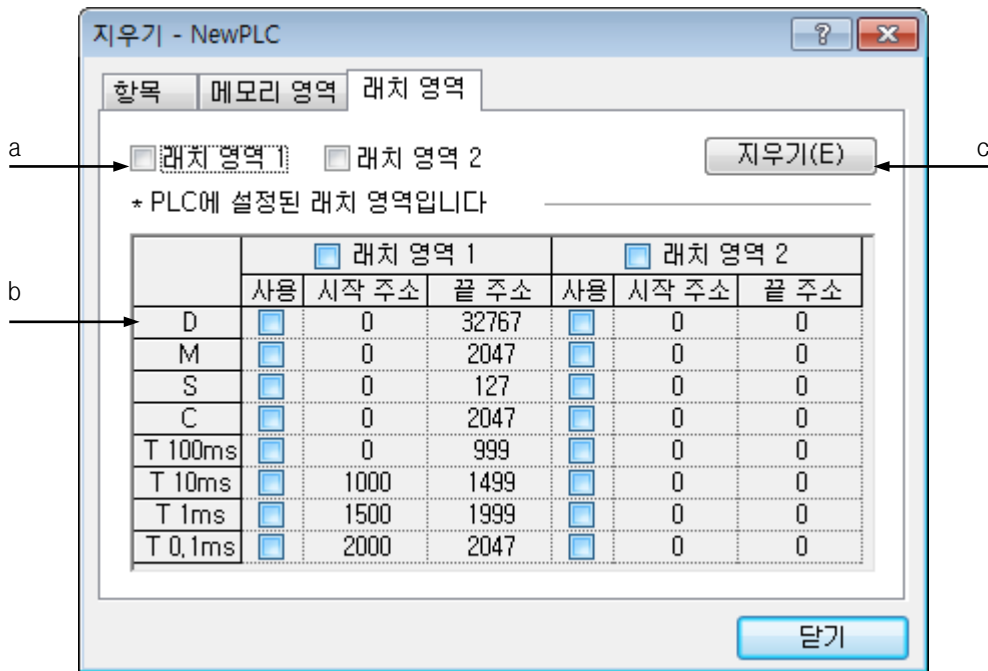 지우기 - NewPLC
항목 메모리 영역 래치 영역
a 래치 영역 1 래치 영역 2 지우기(E) c
* PLC에 설정된 래치 영역입니다
래치 영역 1 래치 영역 2
b 사용 시작 주소 끝 주소 사용 시작 주소 끝 주소
D 0 32767 0 0
M 0 2047 0 0
S 0 127 0 0
C 0 2047 0 0
T 100ms 0 999 0 0
T 10ms 1000 1499 0 0
T 1ms 1500 1999 0 0
T 0,1ms 2000 2047 0 0
닫기